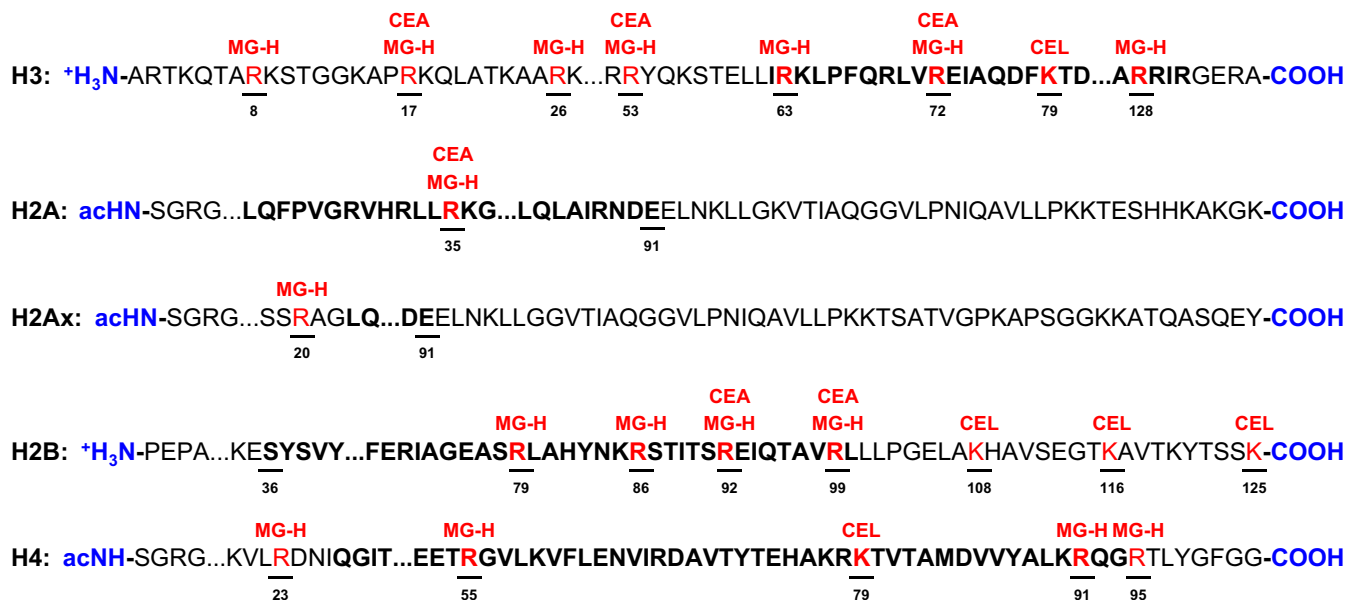 CEA CEA CEA
MG-H MG-H MG-H MG-H MG-H MG-H CEL MG-H
H3: +H3N-ARTKQTARKSTGGKAPRKQLATKAARK...RRYQKSTELLIRKLPFQRLVREIAQDFKTD...ARRIRGERA-COOH
8 17 26 53 63 72 79 128
CEA
MG-H
H2A: acHN-SGRG...LQFPVGRVHRLLRKG...LQLAIRNDEELNKLLGKVTIAQGGVLPNIQAVLLPKKTESHHKAKGK-COOH
35 91
MG-H
H2Ax: acHN-SGRG...SSRAGLQ...DEELNKLLGGVTIAQGGVLPNIQAVLLPKKTSATVGPKAPSGGKKATQASQEY-COOH
20 91
CEA CEA
MG-H MG-H MG-H MG-H CEL CEL CEL
H2B: +H3N-PEPA...KESYSVY...FERIAGEASRLAHYNKRSTITSREIQTAVRLLLPGELAKHAVSEGTKAVTKYTSSK-COOH
36 79 86 92 99 108 116 125
MG-H MG-H CEL MG-H MG-H
H4: acNH-SGRG...KVLRDNIQGIT...EETRGVLKVFLENVIRDAVTYTEHAKRKTVTAMDVVYALKRQGRTLYGFGG-COOH
23 55 79 91 95